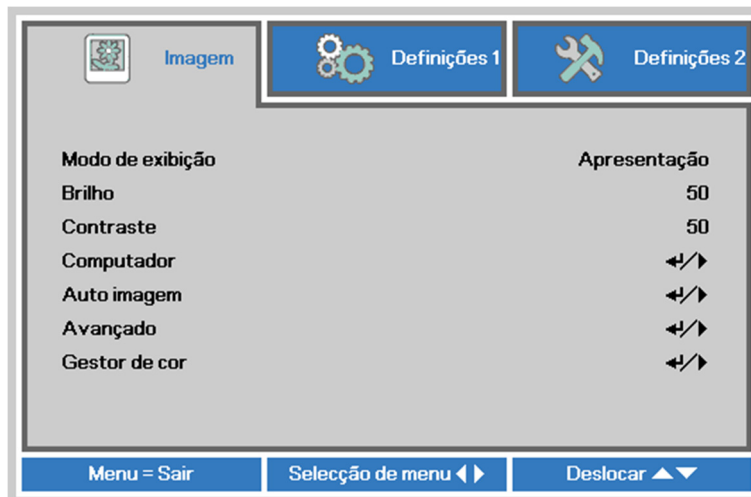 Imagem
Definições 1
Definições 2
Modo de exibição Apresentação
Brilho 50
Contraste 50
Computador ↵/▶
Auto imagem ↵/▶
Avançado ↵/▶
Gestor de cor ↵/▶
Menu = Sair
Selecção de menu ◀▶
Deslocar ▲▼